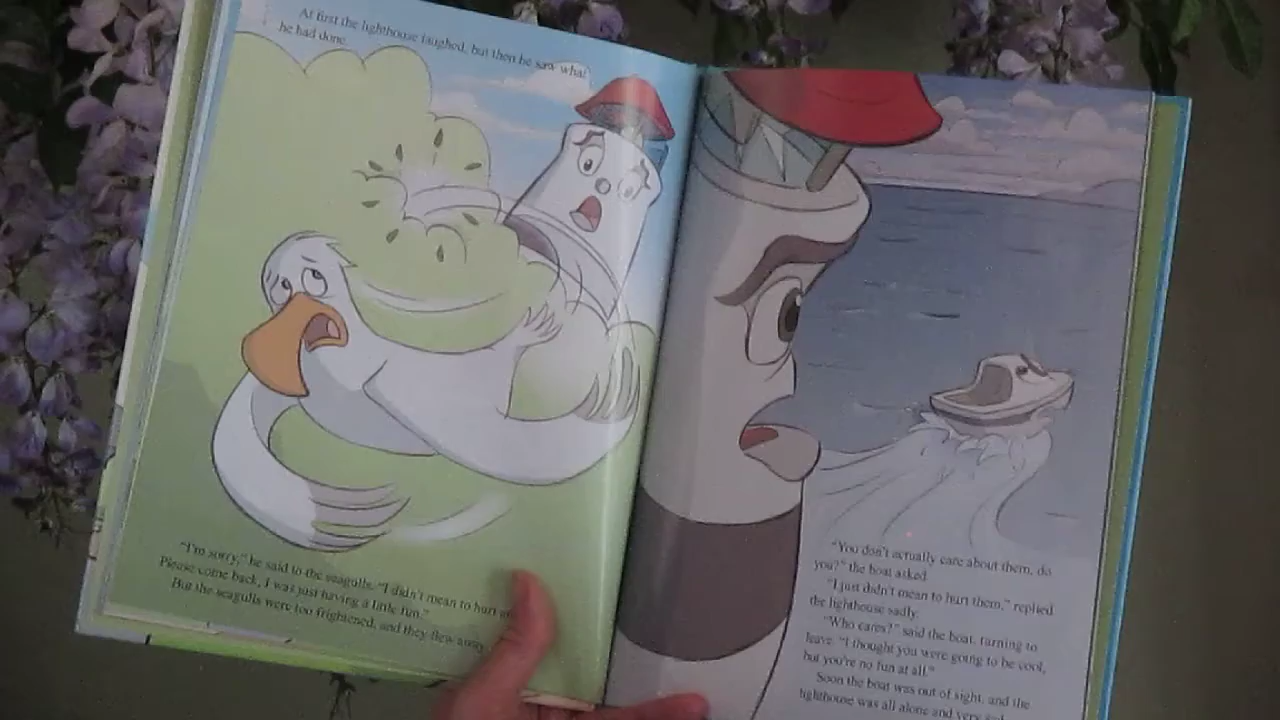 At first the lighthouse laughed, but then he saw what
he had done.
"I'm sorry," he said to the seagulls. "I didn't mean to hurt
Please come back, I was just having a little fun."
But the seagulls were too frightened, and they flew away
"You don't actually care about them, do
you?" the boat asked.
"I just didn't mean to hurt them," replied
the lighthouse sadly.
"Who cares?" said the boat, turning to
leave. "I thought you were going to be cool,
but you're no fun at all."
Soon the boat was out of sight, and the
lighthouse was all alone and very